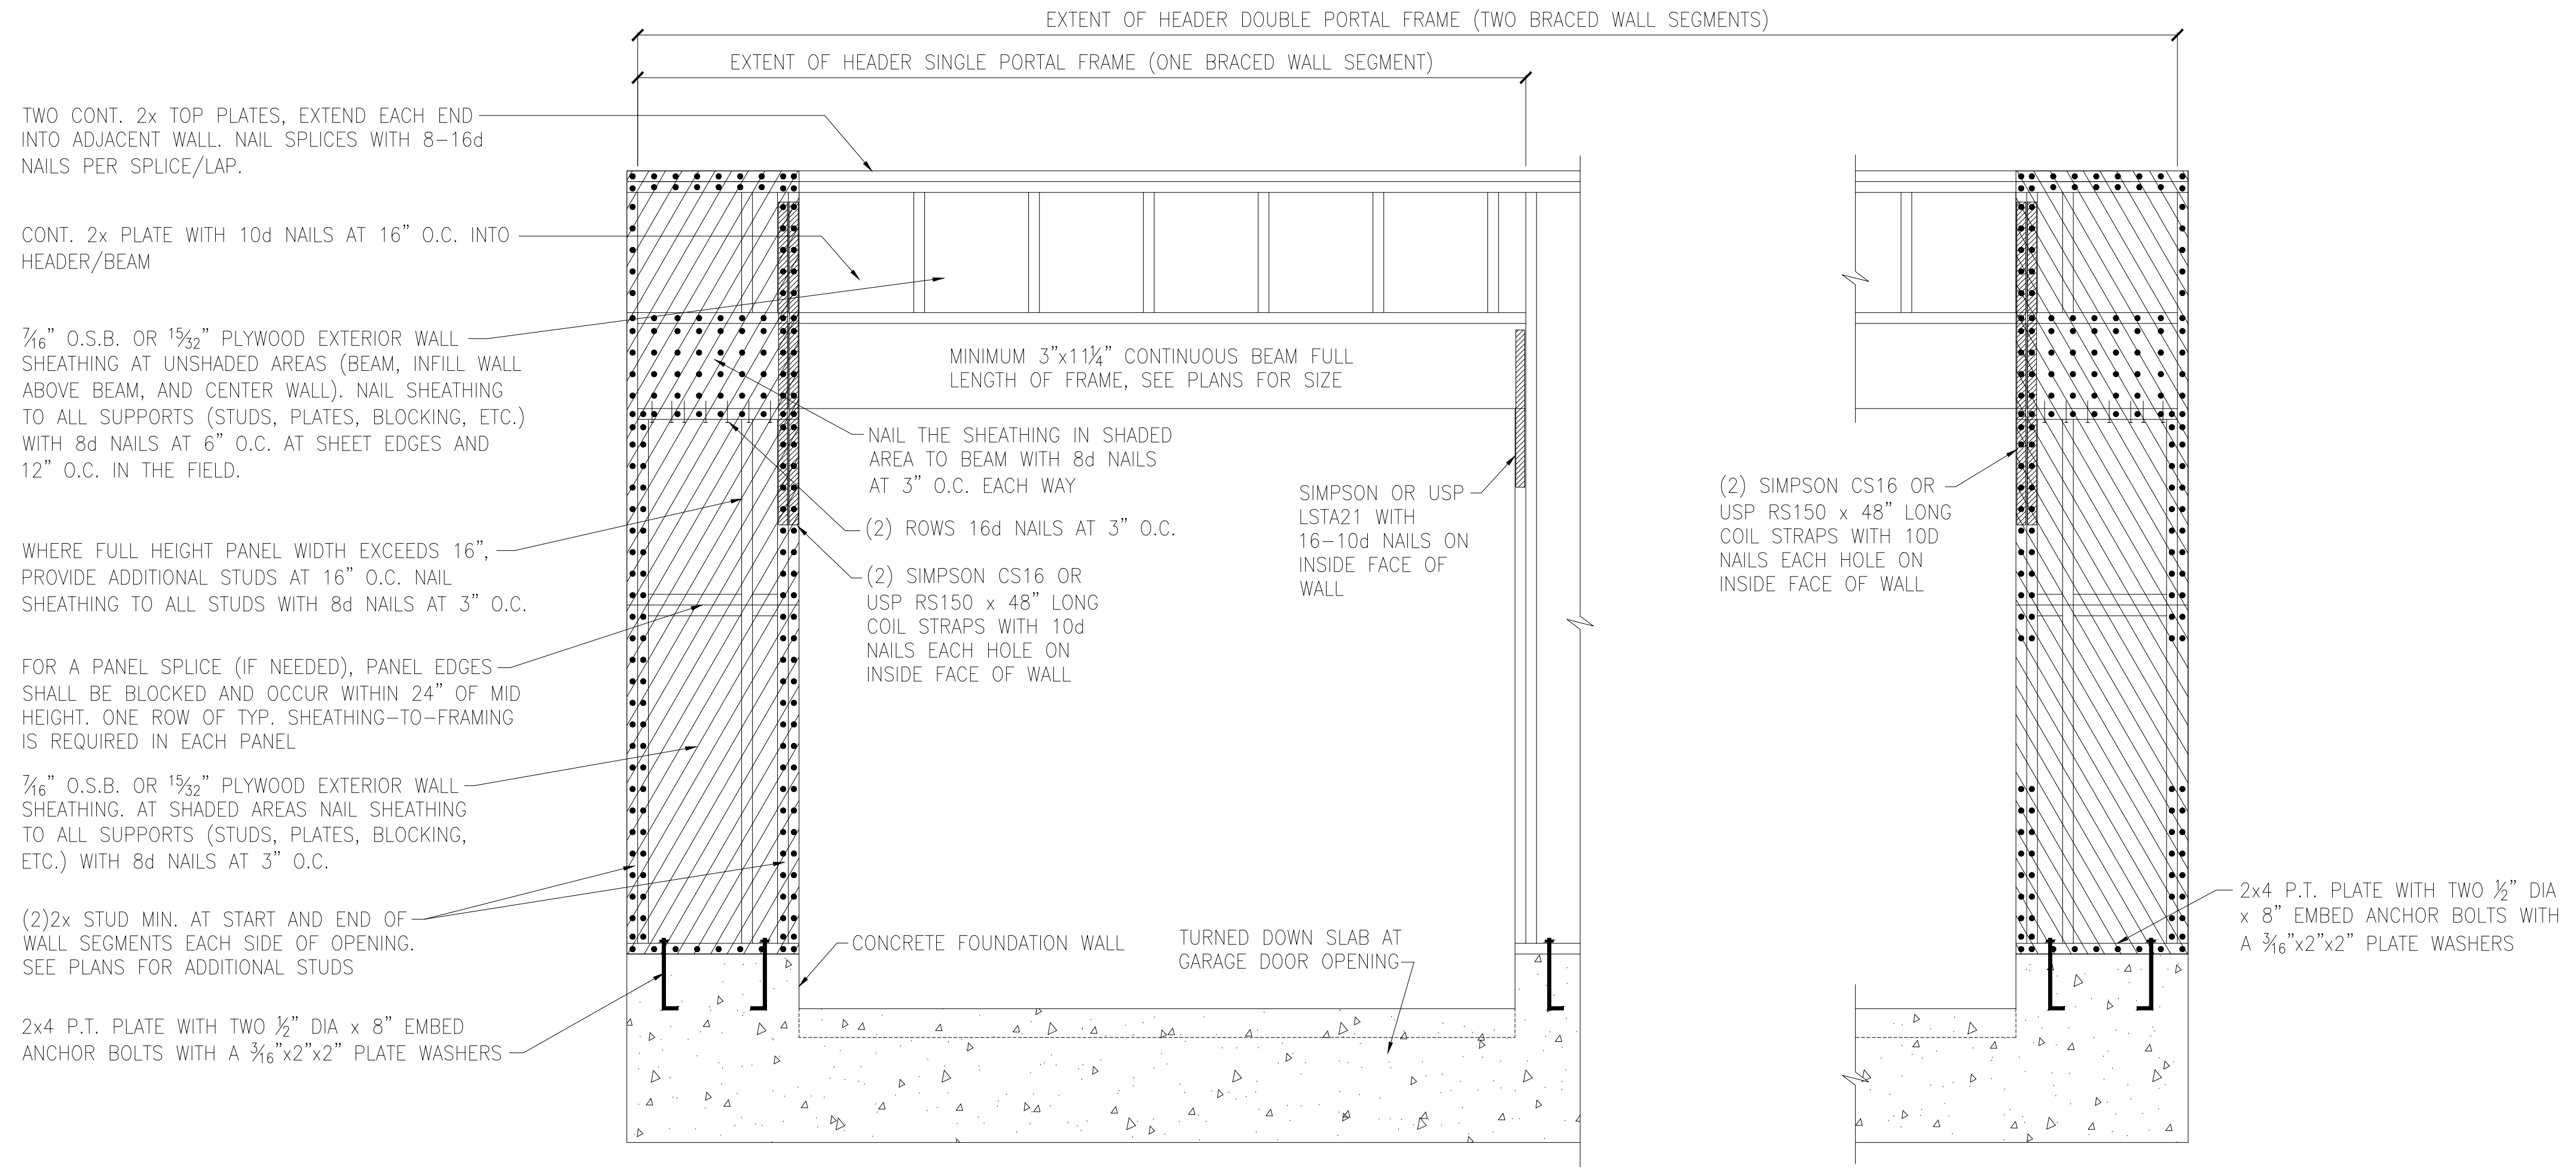 EXTENT OF HEADER DOUBLE PORTAL FRAME (TWO BRACED WALL SEGMENTS)
EXTENT OF HEADER SINGLE PORTAL FRAME (ONE BRACED WALL SEGMENT)
TWO CONT. 2x TOP PLATES, EXTEND EACH END
INTO ADJACENT WALL. NAIL SPLICES WITH 8-16d
NAILS PER SPLICE/LAP.
CONT. 2x PLATE WITH 10d NAILS AT 16" O.C. INTO
HEADER/BEAM
7/16" O.S.B. OR 15/32" PLYWOOD EXTERIOR WALL
SHEATHING AT UNSHADED AREAS (BEAM, INFILL WALL
ABOVE BEAM, AND CENTER WALL). NAIL SHEATHING
TO ALL SUPPORTS (STUDS, PLATES, BLOCKING, ETC.)
WITH 8d NAILS AT 6" O.C. AT SHEET EDGES AND
12" O.C. IN THE FIELD.
WHERE FULL HEIGHT PANEL WIDTH EXCEEDS 16",
PROVIDE ADDITIONAL STUDS AT 16" O.C. NAIL
SHEATHING TO ALL STUDS WITH 8d NAILS AT 3" O.C.
FOR A PANEL SPLICE (IF NEEDED), PANEL EDGES
SHALL BE BLOCKED AND OCCUR WITHIN 24" OF MID
HEIGHT. ONE ROW OF TYP. SHEATHING-TO-FRAMING
IS REQUIRED IN EACH PANEL
7/16" O.S.B. OR 15/32" PLYWOOD EXTERIOR WALL
SHEATHING. AT SHADED AREAS NAIL SHEATHING
TO ALL SUPPORTS (STUDS, PLATES, BLOCKING,
ETC.) WITH 8d NAILS AT 3" O.C.
(2)2x STUD MIN. AT START AND END OF
WALL SEGMENTS EACH SIDE OF OPENING.
SEE PLANS FOR ADDITIONAL STUDS
2x4 P.T. PLATE WITH TWO 1/2" DIA x 8" EMBED
ANCHOR BOLTS WITH A 3/16"x2"x2" PLATE WASHERS
MINIMUM 3"x11 1/4" CONTINUOUS BEAM FULL
LENGTH OF FRAME, SEE PLANS FOR SIZE
NAIL THE SHEATHING IN SHADED
AREA TO BEAM WITH 8d NAILS
AT 3" O.C. EACH WAY
(2) ROWS 16d NAILS AT 3" O.C.
(2) SIMPSON CS16 OR
USP RS150 x 48" LONG
COIL STRAPS WITH 10d
NAILS EACH HOLE ON
INSIDE FACE OF WALL
SIMPSON OR USP
LSTA21 WITH
16-10d NAILS ON
INSIDE FACE OF
WALL
CONCRETE FOUNDATION WALL
TURNED DOWN SLAB AT
GARAGE DOOR OPENING
(2) SIMPSON CS16 OR
USP RS150 x 48" LONG
COIL STRAPS WITH 10D
NAILS EACH HOLE ON
INSIDE FACE OF WALL
2x4 P.T. PLATE WITH TWO 1/2" DIA
x 8" EMBED ANCHOR BOLTS WITH
A 3/16"x2"x2" PLATE WASHERS